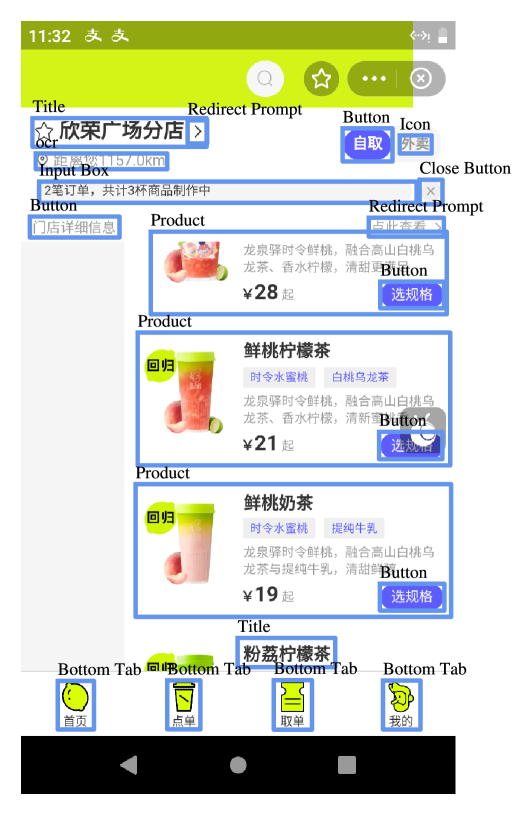 11:32
Title
Redirect Prompt
欣荣广场分店
Button
自取
Icon
外卖
ocr
距离您1157.0km
Input Box
2笔订单，共计3杯商品制作中
Close Button
Button
门店详细信息
Redirect Prompt
点此查看
Product
龙泉驿时令鲜桃，融合高山白桃乌
龙茶、香水柠檬，清甜更满足
Button
¥28 起
选规格
Product
回归
鲜桃柠檬茶
时令水蜜桃 白桃乌龙茶
龙泉驿时令鲜桃，融合高山白桃乌
龙茶、香水柠檬，清新蜜桃
Button
¥21 起
选规格
Product
回归
鲜桃奶茶
时令水蜜桃 提纯牛乳
龙泉驿时令鲜桃，融合高山白桃乌
龙茶与提纯牛乳，清甜鲜醇
Button
¥19 起
选规格
Title
粉荔柠檬茶
回归
Bottom Tab
Bottom Tab
Bottom Tab
Bottom Tab
首页
点单
取单
我的